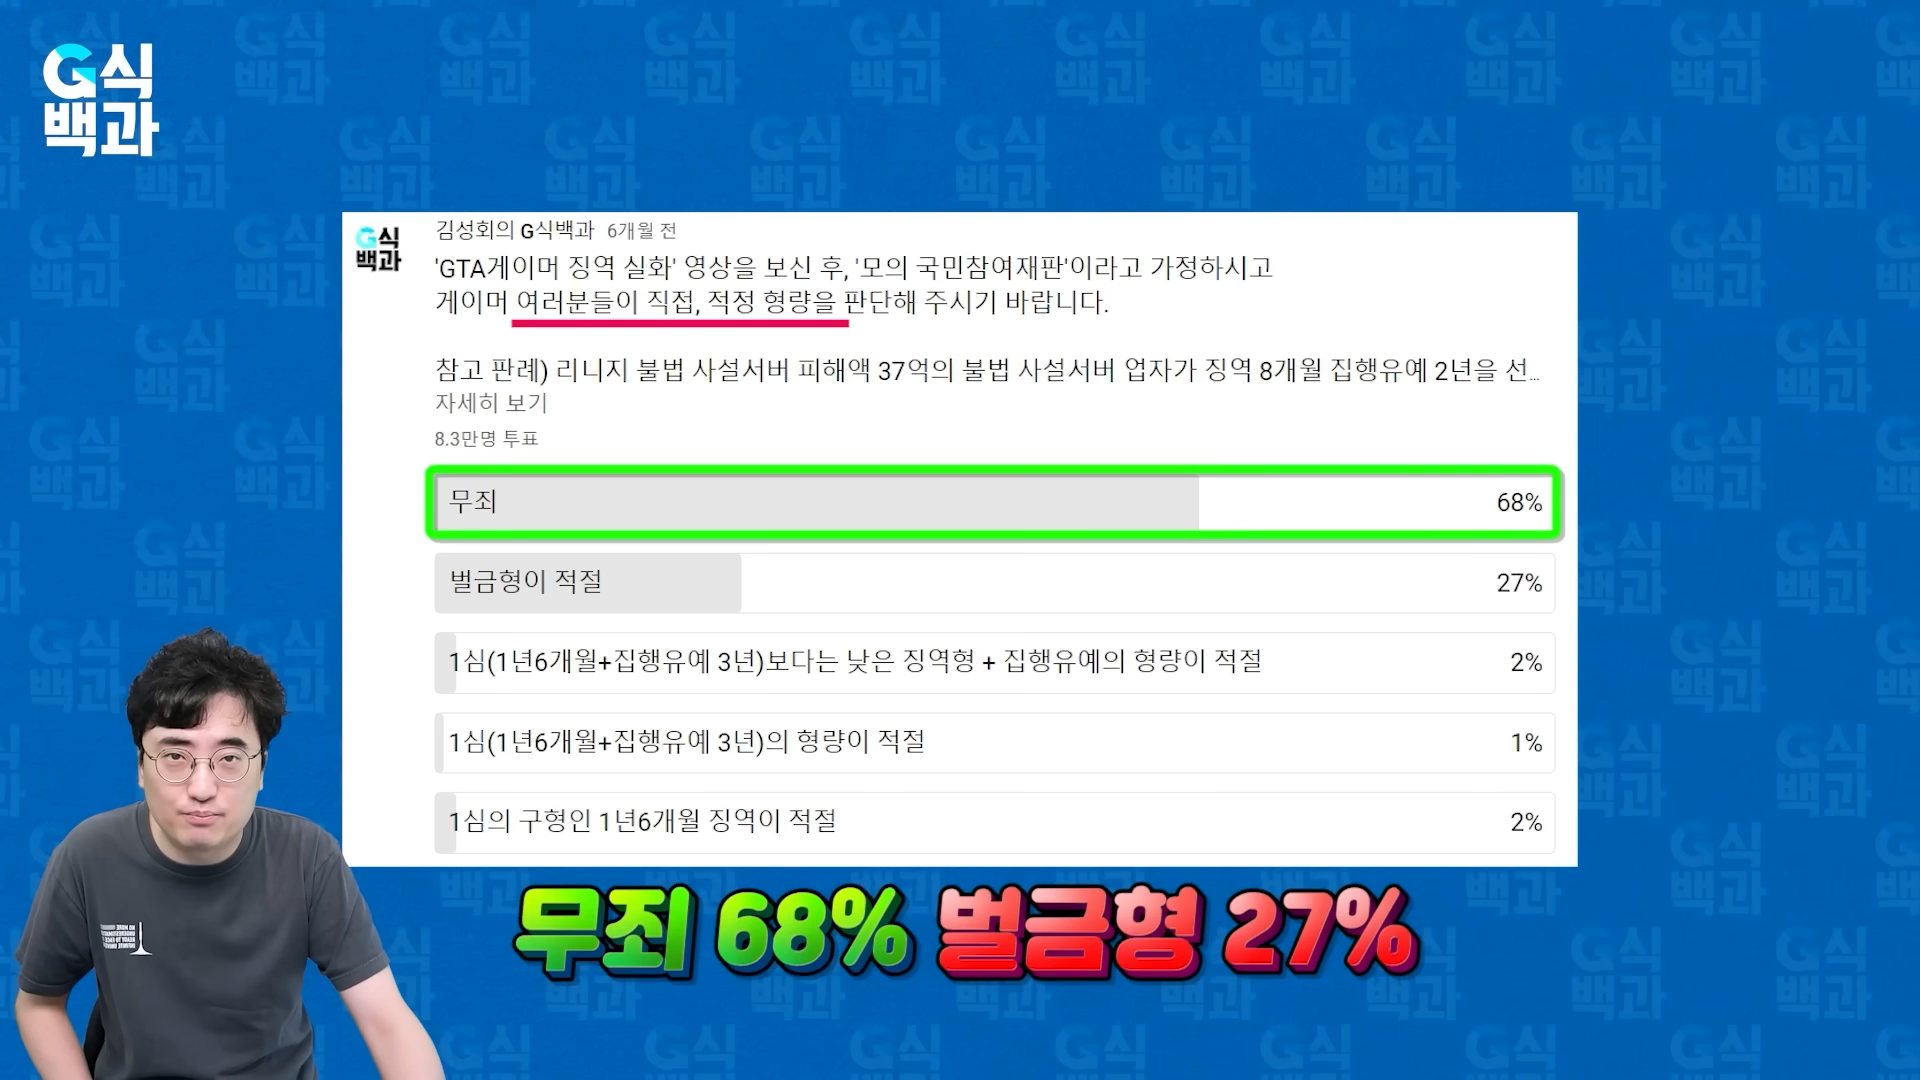 G식
백과
G식
백과
김성회의 G식백과 6개월 전
'GTA게이머 징역 실화' 영상을 보신 후, '모의 국민참여재판'이라고 가정하시고
게이머 여러분들이 직접, 적정 형량을 판단해 주시기 바랍니다.
참고 판례) 리니지 불법 사설서버 피해액 37억의 불법 사설서버 업자가 징역 8개월 집행유예 2년을 선...
자세히 보기
8.3만명 투표
무죄 68%
벌금형이 적절 27%
1심(1년6개월+집행유예 3년)보다는 낮은 징역형 + 집행유예의 형량이 적절 2%
1심(1년6개월+집행유예 3년)의 형량이 적절 1%
1심의 구형인 1년6개월 징역이 적절 2%
무죄 68% 벌금형 27%